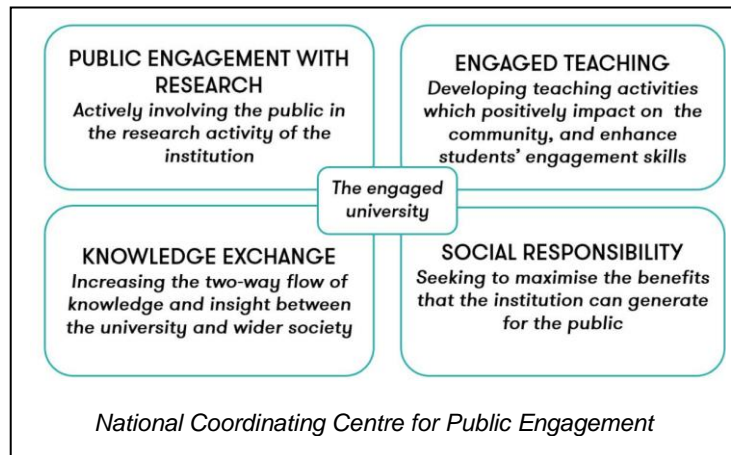 PUBLIC ENGAGEMENT WITH
RESEARCH
Actively involving the public in
the research activity of the
institution
ENGAGED TEACHING
Developing teaching activities
which positively impact on the
community, and enhance
students' engagement skills
The engaged
university
KNOWLEDGE EXCHANGE
Increasing the two-way flow of
knowledge and insight between
the university and wider society
SOCIAL RESPONSIBILITY
Seeking to maximise the benefits
that the institution can generate
for the public
National Coordinating Centre for Public Engagement